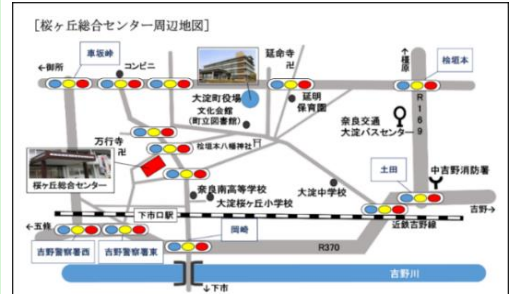 [桜ヶ丘総合センター周辺地図]
車坂峠
コンビニ
延命寺
卍
↑橿原
桧垣本
←御所
大淀町役場
文化会館
(町立図書館)
延明
保育園
R169
奈良交通
大淀バスセンター
万行寺
卍
桧垣本八幡神社
土田
中吉野消防署
桜ヶ丘総合センター
奈良南高等学校
大淀桜ヶ丘小学校
大淀中学校
吉野→
下市口駅
近鉄吉野線
←五條
岡崎
吉野警察署西
吉野警察署東
R370
吉野川
↓下市